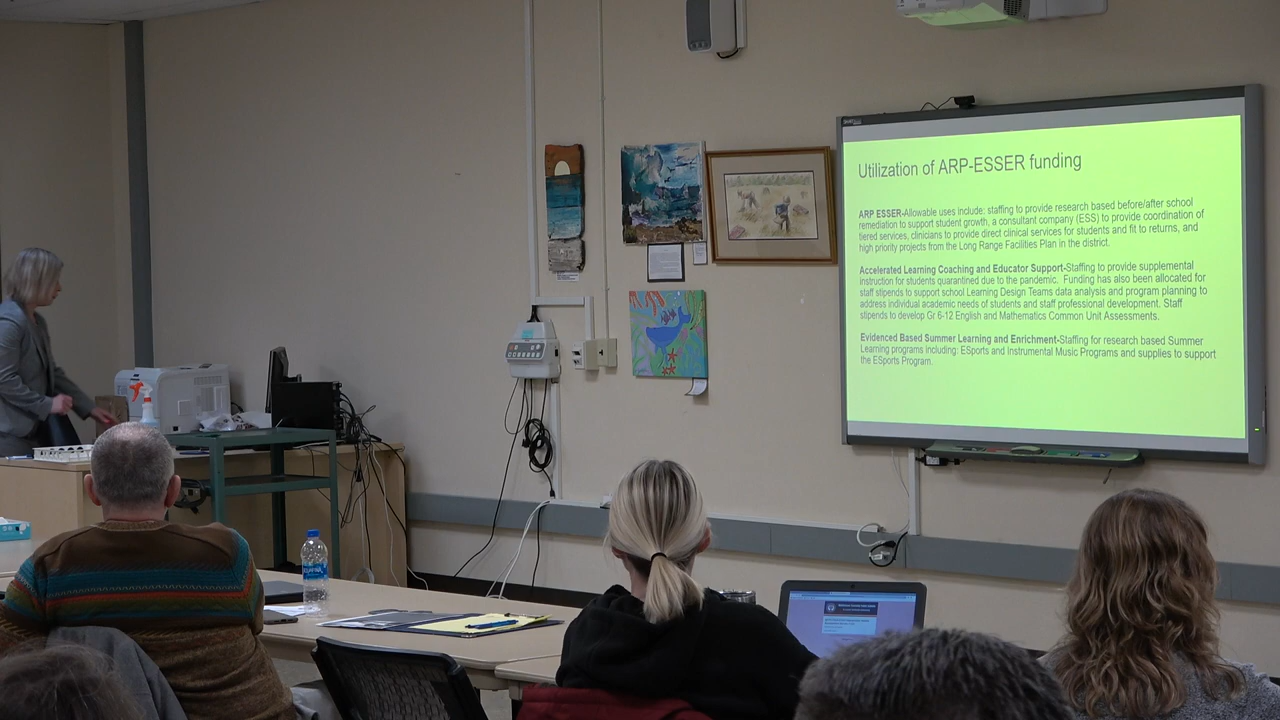 Utilization of ARP-ESSER funding
ARP ESSER-Allowable uses include: staffing to provide research based before/after school
remediation to support student growth, a consultant company (ESS) to provide coordination of
tiered services, clinicians to provide direct clinical services for students and fit to returns, and
high priority projects from the Long Range Facilities Plan in the district.
Accelerated Learning Coaching and Educator Support-Staffing to provide supplemental
instruction for students quarantined due to the pandemic. Funding has also been allocated for
staff stipends to support school Learning Design Teams data analysis and program planning to
address individual academic needs of students and staff professional development. Staff
stipends to develop Gr 6-12 English and Mathematics Common Unit Assessments.
Evidenced Based Summer Learning and Enrichment-Staffing for research based Summer
Learning programs including: ESports and Instrumental Music Programs and supplies to support
the ESports Program.